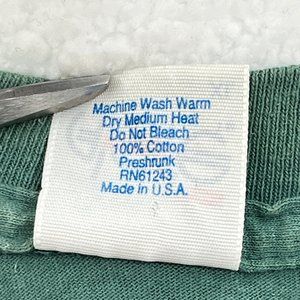 Machine Wash Warm
Dry Medium Heat
Do Not Bleach
100% Cotton
Preshrunk
RN61243
Made in U.S.A.